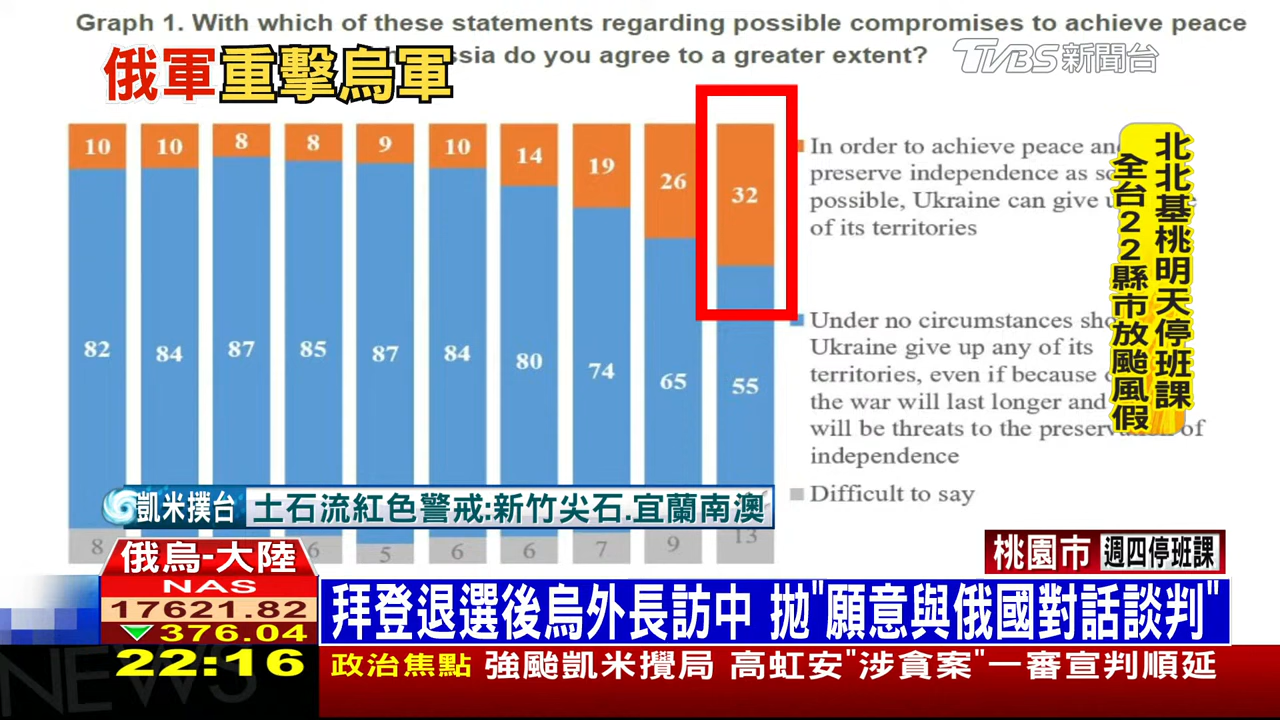 Graph 1. With which of these statements regarding possible compromises to achieve peace
ssia do you agree to a greater extent?
俄軍重擊烏軍
TVBS新聞台
10 10 8 8 9 10 14 19 26 32
82 84 87 85 87 84 80 74 65 55
8 6 5 6 6 7 9 13
In order to achieve peace an
preserve independence as s
possible, Ukraine can give u
of its territories
Under no circumstances sh
Ukraine give up any of its
territories, even if because
the war will last longer and
will be threats to the preservation of
independence
Difficult to say
北北基桃明天停班課
全台22縣市放颱風假
凱米撲台
土石流紅色警戒:新竹尖石.宜蘭南澳
桃園市
週四停班課
俄烏-大陸
NAS
17621.82
376.04
22:16
拜登退選後烏外長訪中 拋"願意與俄國對話談判"
政治焦點
強颱凱米攪局 高虹安"涉貪案"一審宣判順延
NEWS